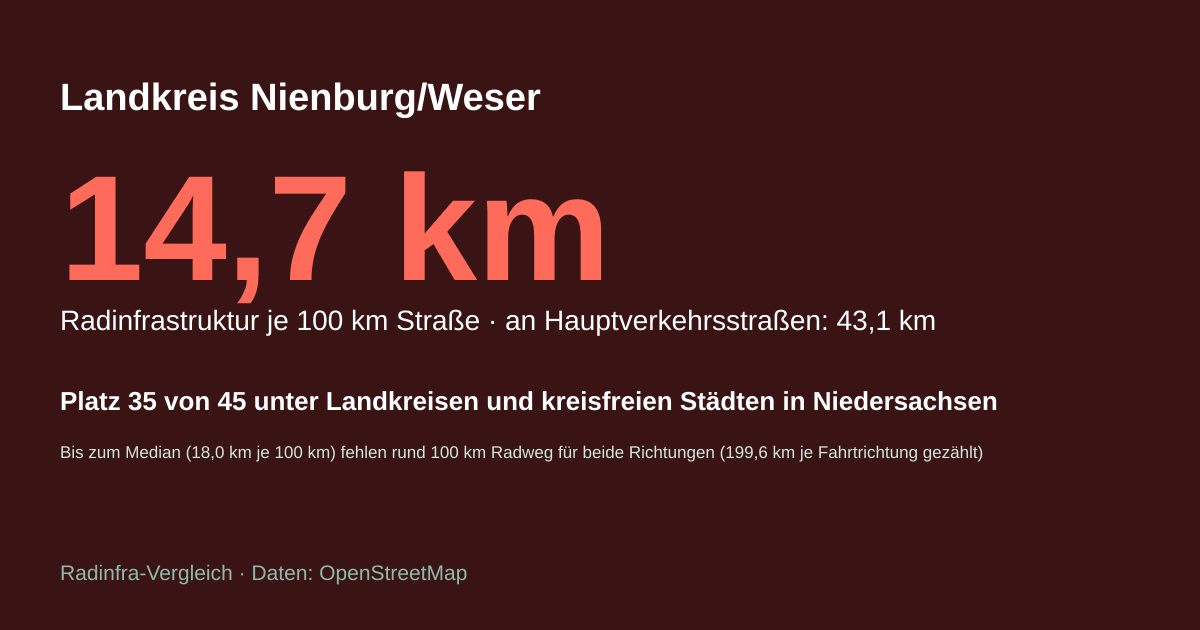 Landkreis Nienburg/Weser
14,7 km
Radinfrastruktur je 100 km Straße · an Hauptverkehrsstraßen: 43,1 km
Platz 35 von 45 unter Landkreisen und kreisfreien Städten in Niedersachsen
Bis zum Median (18,0 km je 100 km) fehlen rund 100 km Radweg für beide Richtungen (199,6 km je Fahrtrichtung gezählt)
Radinfra-Vergleich · Daten: OpenStreetMap